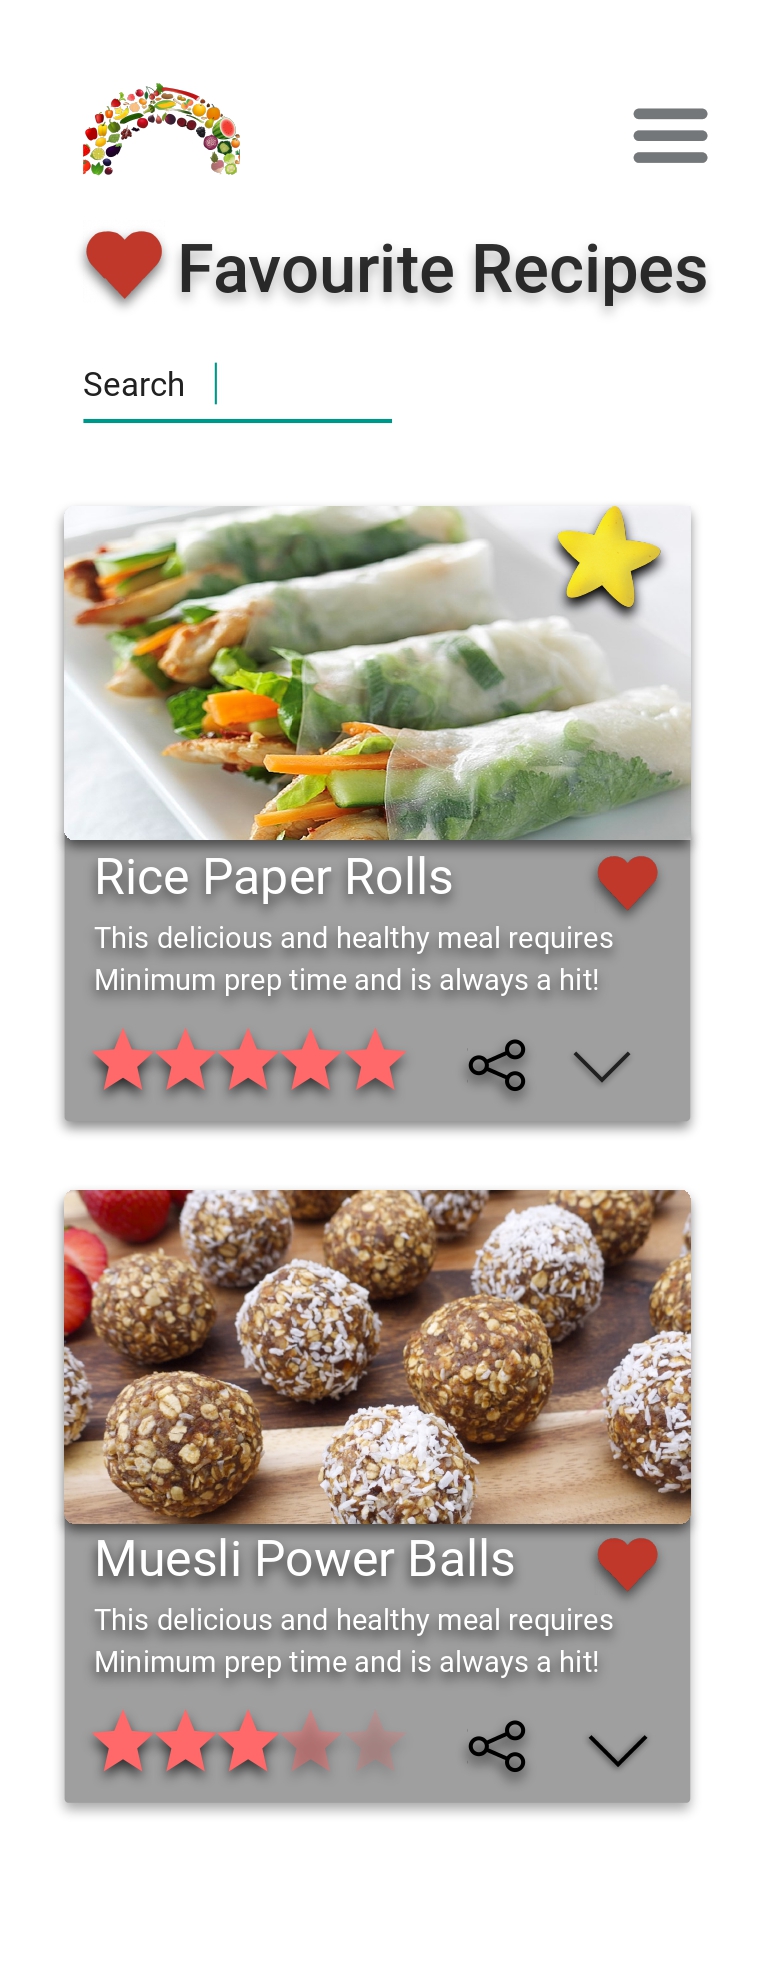 Favourite Recipes
Search
Rice Paper Rolls
This delicious and healthy meal requires
Minimum prep time and is always a hit!
Muesli Power Balls
This delicious and healthy meal requires
Minimum prep time and is always a hit!